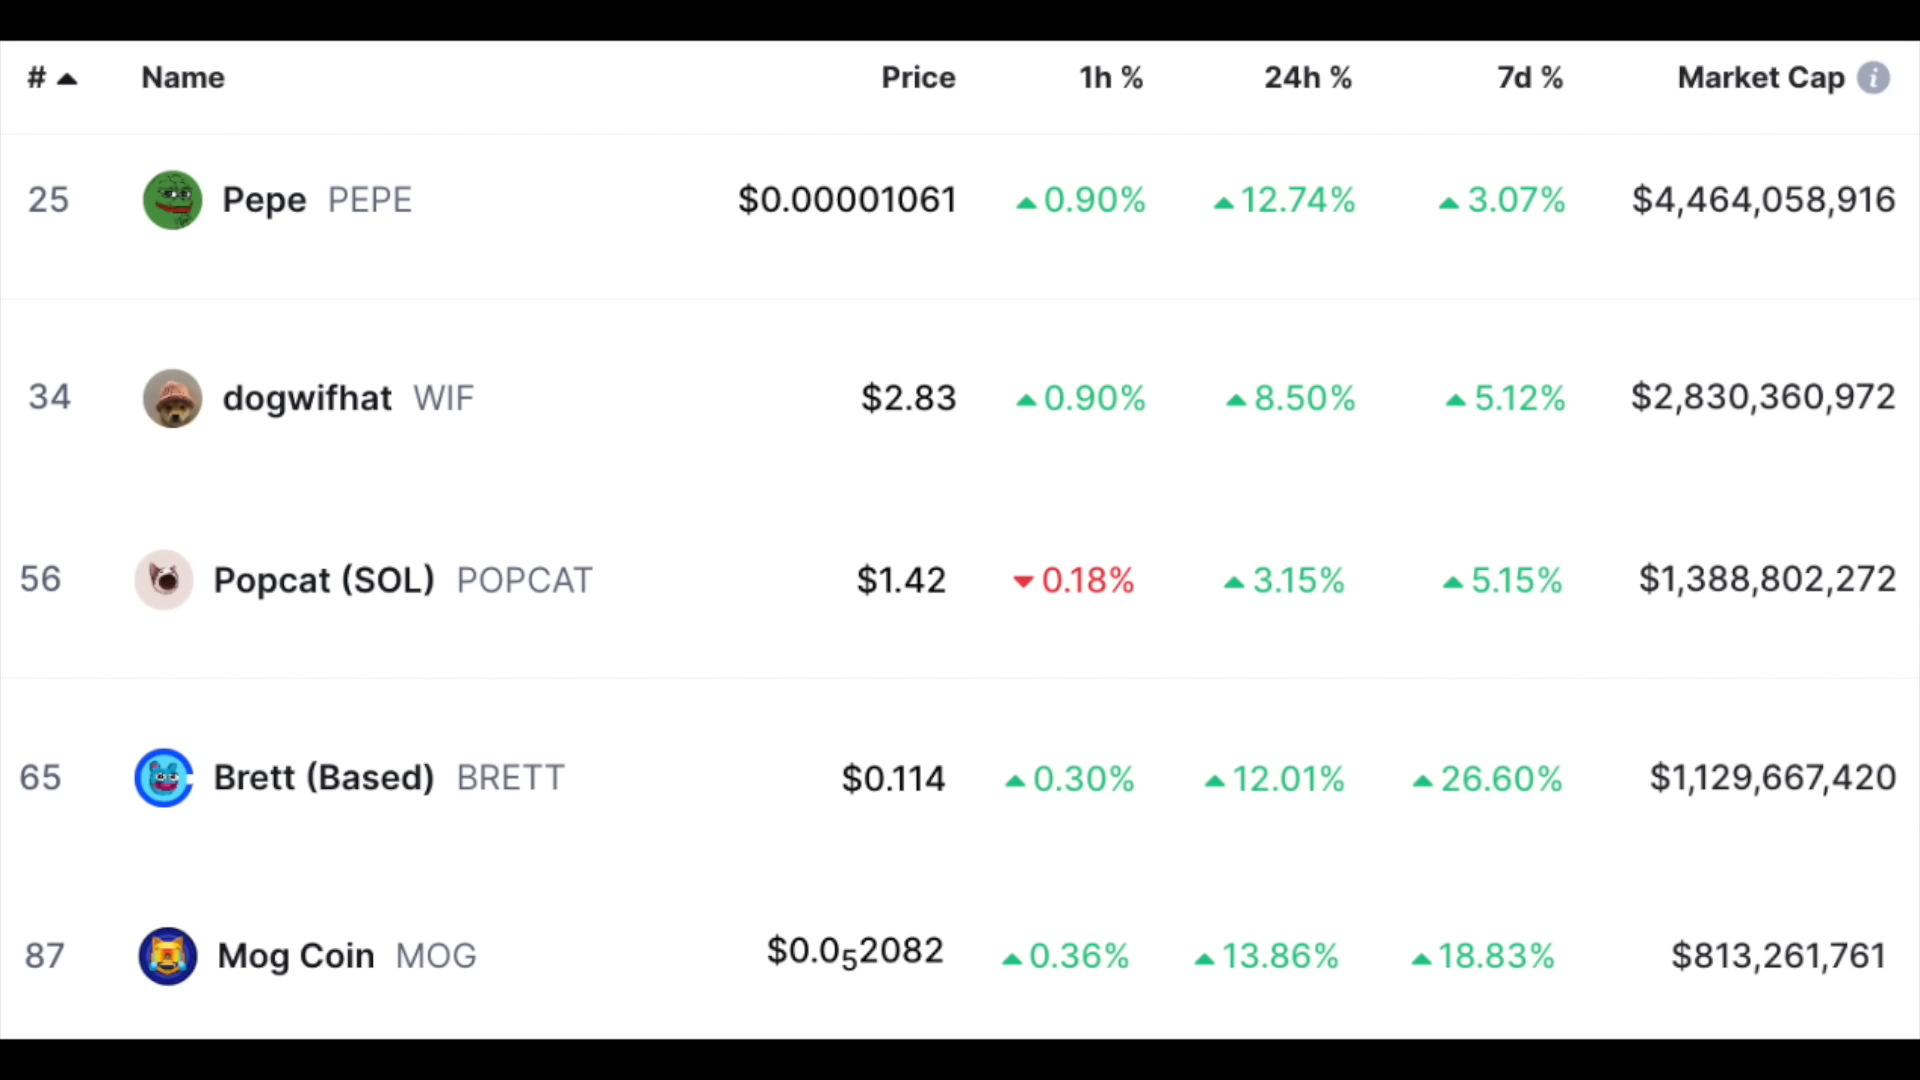 # ▲ Name Price 1h % 24h % 7d % Market Cap i
25 Pepe PEPE $0.00001061 ▲0.90% ▲12.74% ▲3.07% $4,464,058,916
34 dogwifhat WIF $2.83 ▲0.90% ▲8.50% ▲5.12% $2,830,360,972
56 Popcat (SOL) POPCAT $1.42 ▼0.18% ▲3.15% ▲5.15% $1,388,802,272
65 Brett (Based) BRETT $0.114 ▲0.30% ▲12.01% ▲26.60% $1,129,667,420
87 Mog Coin MOG $0.0₅2082 ▲0.36% ▲13.86% ▲18.83% $813,261,761